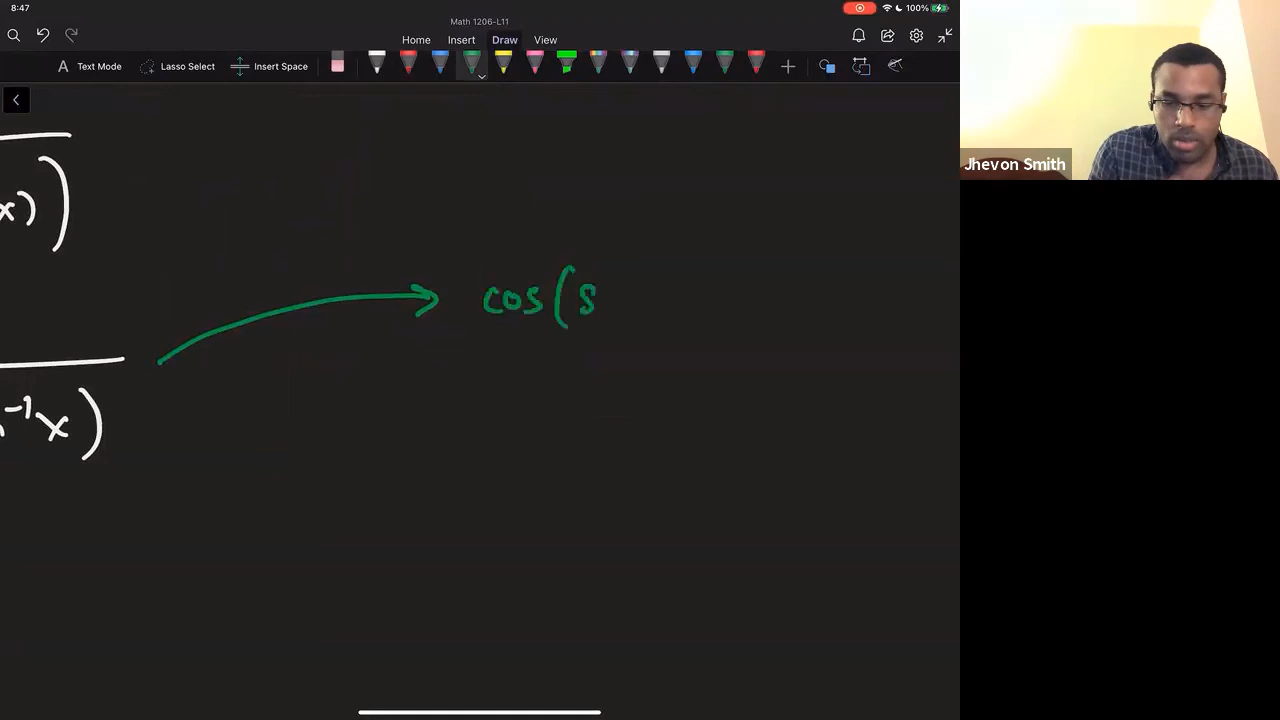 8:47
100%
Math 1206-L11
Home Insert Draw View
A Text Mode Lasso Select Insert Space
x))
cos(s
-1x)
Jhevon Smith